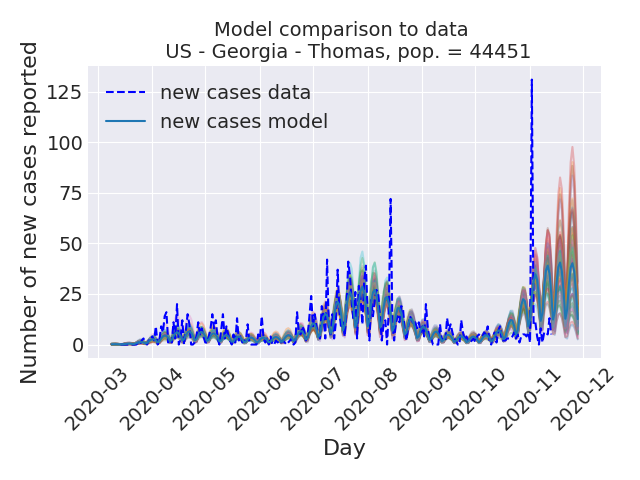 Model comparison to data
US - Georgia - Thomas, pop. = 44451
new cases data
new cases model
Number of new cases reported
125
100
75
50
25
0
2020-03
2020-04
2020-05
2020-06
2020-07
2020-08
2020-09
2020-10
2020-11
2020-12
Day